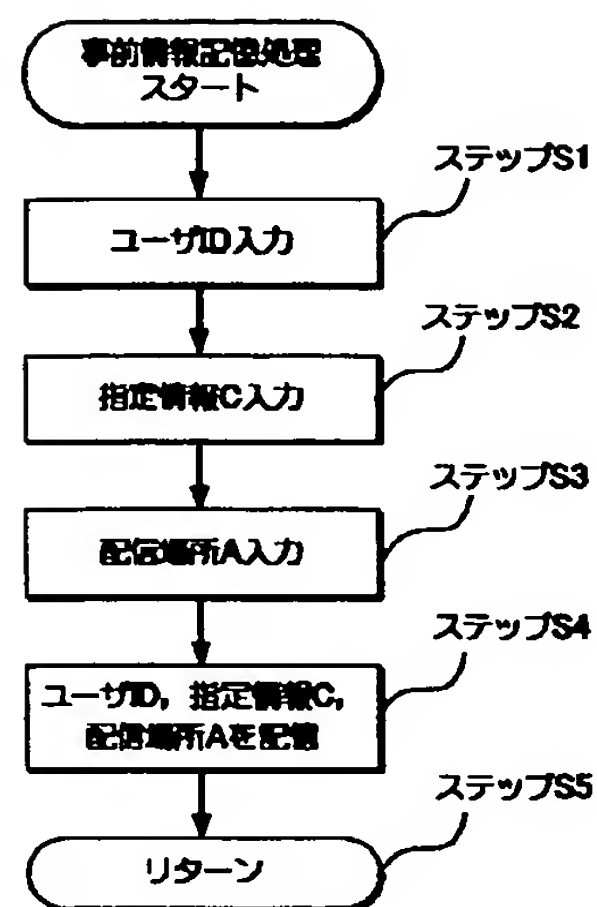 事前情報記憶処理
スタート
ステップS1
ユーザID入力
ステップS2
指定情報C入力
ステップS3
配信場所A入力
ステップS4
ユーザID，指定情報C，
配信場所Aを記憶
ステップS5
リターン